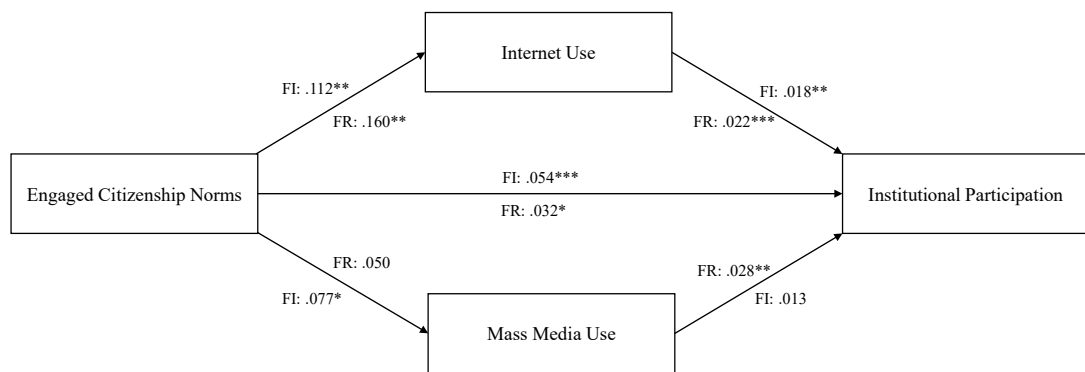 Internet Use
FI: .112**
FI: .018**
FR: .160**
FR: .022***
Engaged Citizenship Norms
FI: .054***
FR: .032*
Institutional Participation
FR: .050
FR: .028**
FI: .077*
FI: .013
Mass Media Use